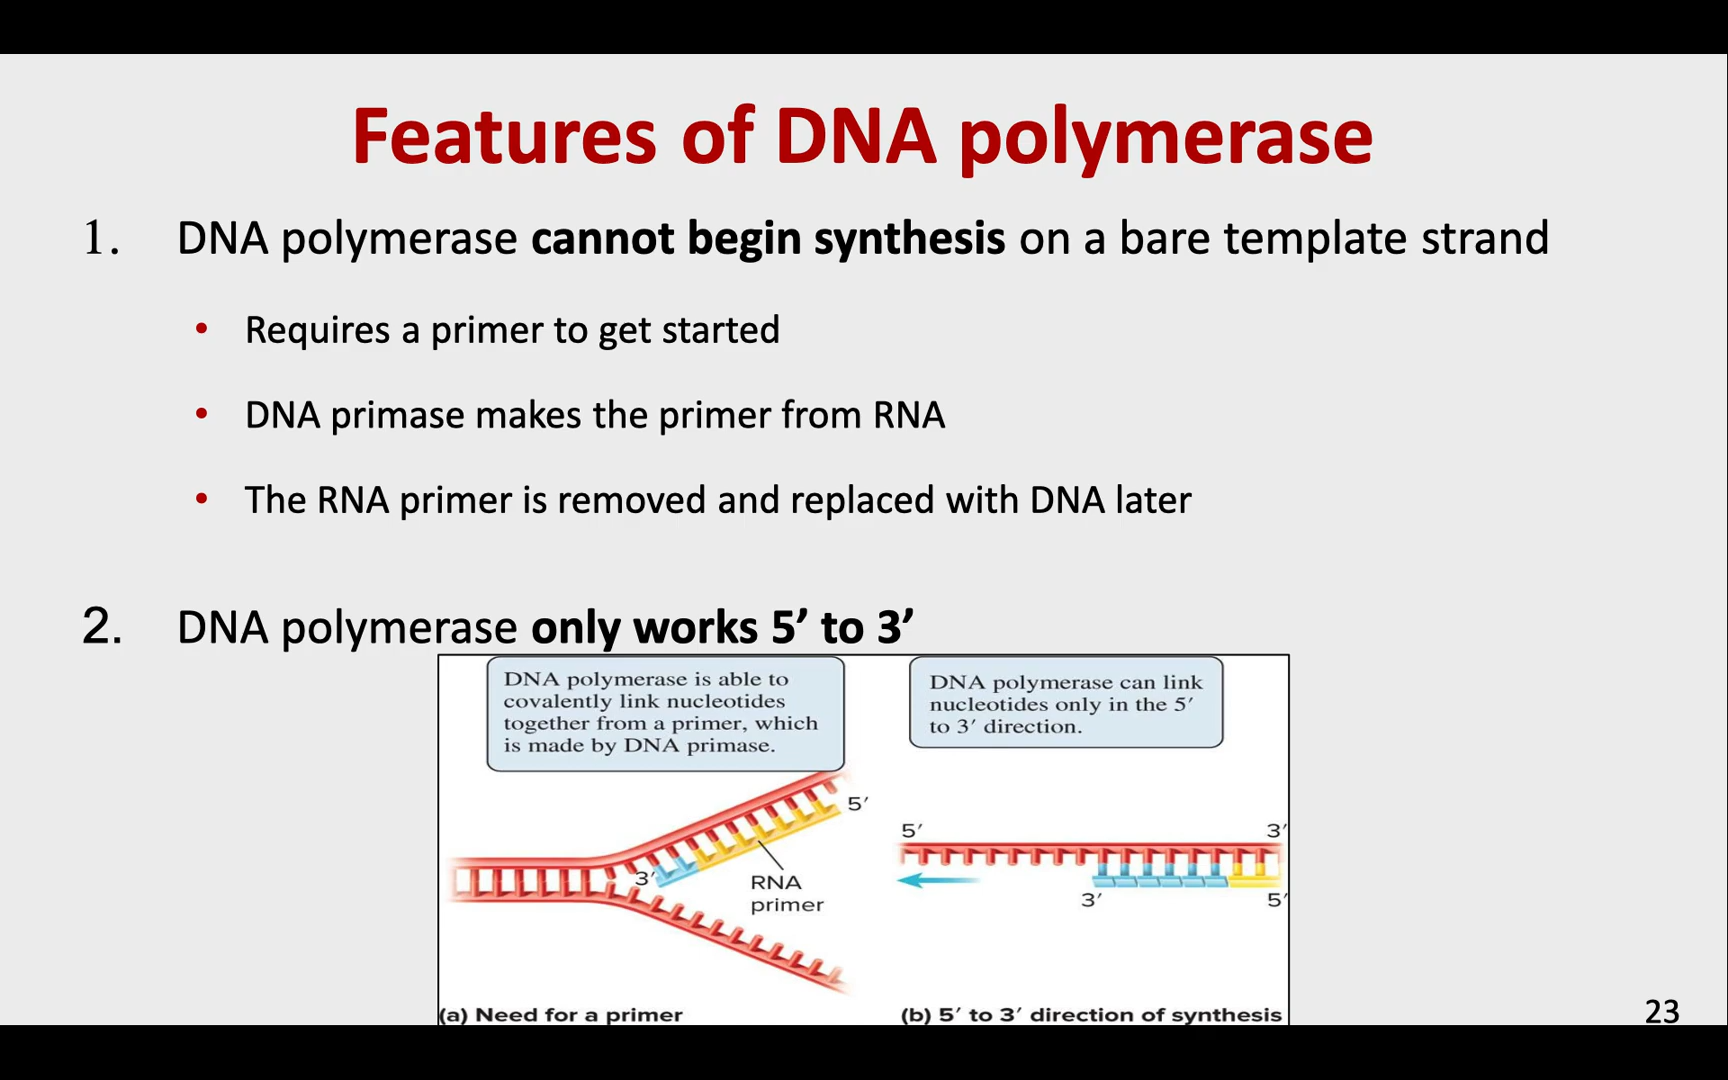 Features of DNA polymerase
1. DNA polymerase cannot begin synthesis on a bare template strand
• Requires a primer to get started
• DNA primase makes the primer from RNA
• The RNA primer is removed and replaced with DNA later
2. DNA polymerase only works 5’ to 3’
DNA polymerase is able to
covalently link nucleotides
together from a primer, which
is made by DNA primase.
5′
3′
RNA
primer
(a) Need for a primer
DNA polymerase can link
nucleotides only in the 5′
to 3′ direction.
5′
3′
3′
5′
(b) 5′ to 3′ direction of synthesis
23